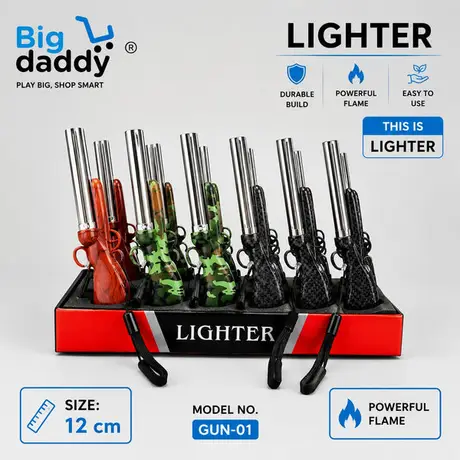 Big
daddy ®
PLAY BIG, SHOP SMART
LIGHTER
DURABLE
BUILD
POWERFUL
FLAME
EASY TO
USE
THIS IS
LIGHTER
LIGHTER
SIZE:
12 cm
MODEL NO.
GUN-01
POWERFUL
FLAME